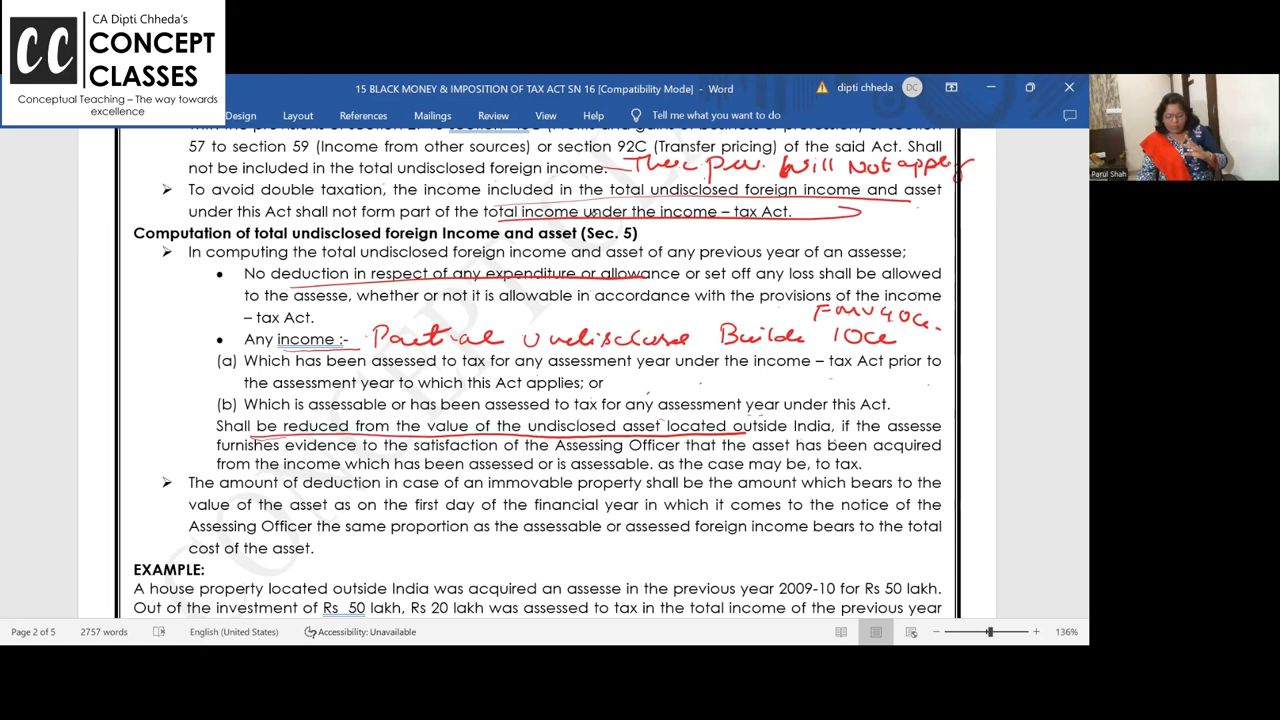 CA Dipti Chheda's
CONCEPT
CLASSES
Conceptual Teaching – The way towards
excellence
15 BLACK MONEY & IMPOSITION OF TAX ACT SN 16 [Compatibility Mode] - Word
dipti chheda
DC
Design Layout References Mailings Review View Help Tell me what you want to do
Parul Shah
57 to section 59 (Income from other sources) or section 92C (Transfer pricing) of the said Act. Shall
not be included in the total undisclosed foreign income.
Will Not apply
➢ To avoid double taxation, the income included in the total undisclosed foreign income and asset
under this Act shall not form part of the total income under the income – tax Act.
Computation of total undisclosed foreign Income and asset (Sec. 5)
➢ In computing the total undisclosed foreign income and asset of any previous year of an assesse;
• No deduction in respect of any expenditure or allowance or set off any loss shall be allowed
to the assesse, whether or not it is allowable in accordance with the provisions of the income
– tax Act.
FMV 40Cr.
• Any income :- Partial undisclosed Builde 10Cr
(a) Which has been assessed to tax for any assessment year under the income – tax Act prior to
the assessment year to which this Act applies; or
(b) Which is assessable or has been assessed to tax for any assessment year under this Act.
Shall be reduced from the value of the undisclosed asset located outside India, if the assesse
furnishes evidence to the satisfaction of the Assessing Officer that the asset has been acquired
from the income which has been assessed or is assessable. as the case may be, to tax.
➢ The amount of deduction in case of an immovable property shall be the amount which bears to the
value of the asset as on the first day of the financial year in which it comes to the notice of the
Assessing Officer the same proportion as the assessable or assessed foreign income bears to the total
cost of the asset.
EXAMPLE:
A house property located outside India was acquired an assesse in the previous year 2009-10 for Rs 50 lakh.
Out of the investment of Rs 50 lakh, Rs 20 lakh was assessed to tax in the total income of the previous year
Page 2 of 5 2757 words English (United States) Accessibility: Unavailable 136%